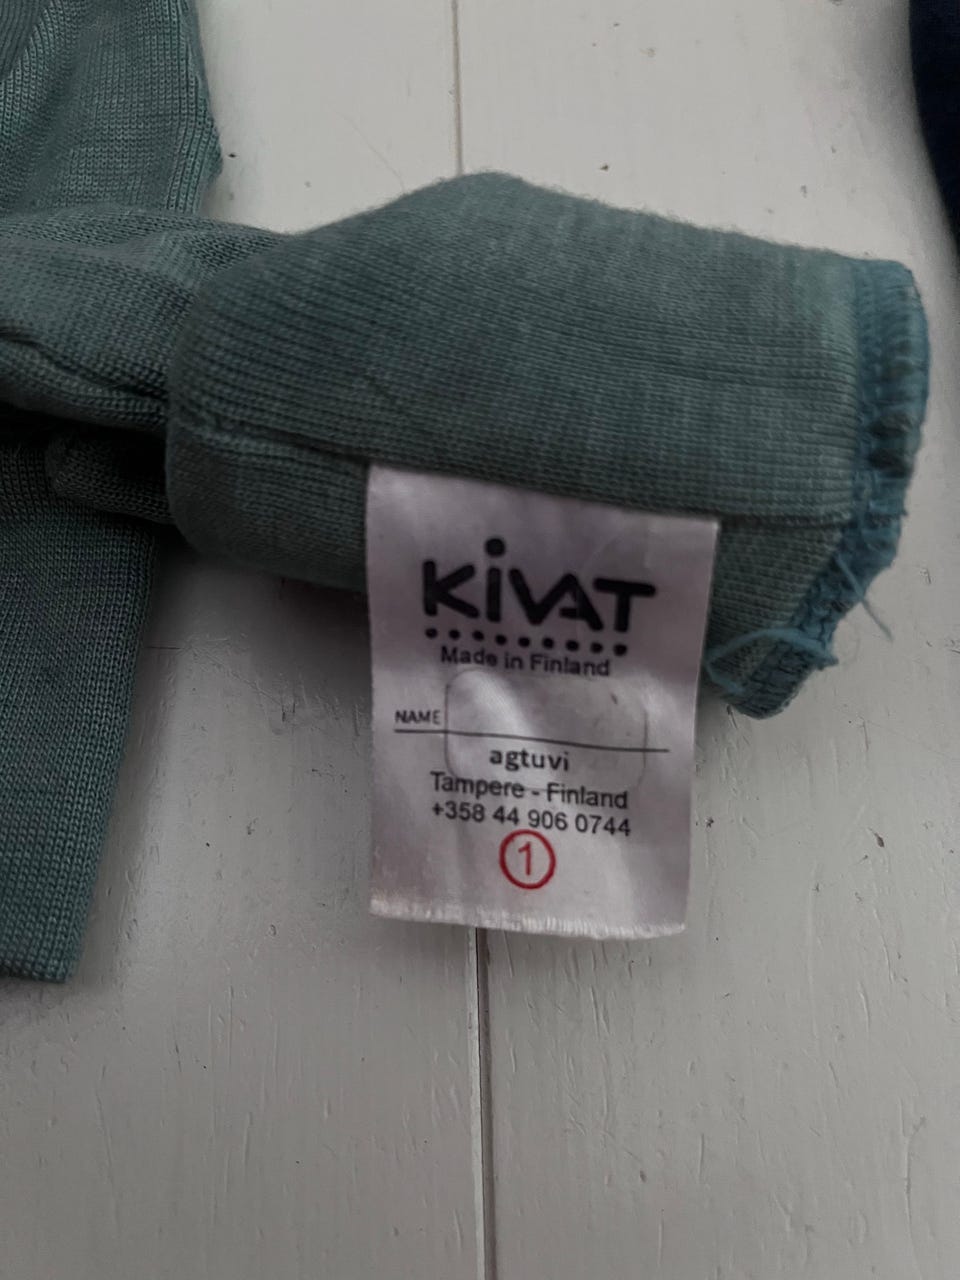 KiVAT
Made in Finland
NAME
agtuvi
Tampere - Finland
+358 44 906 0744
1